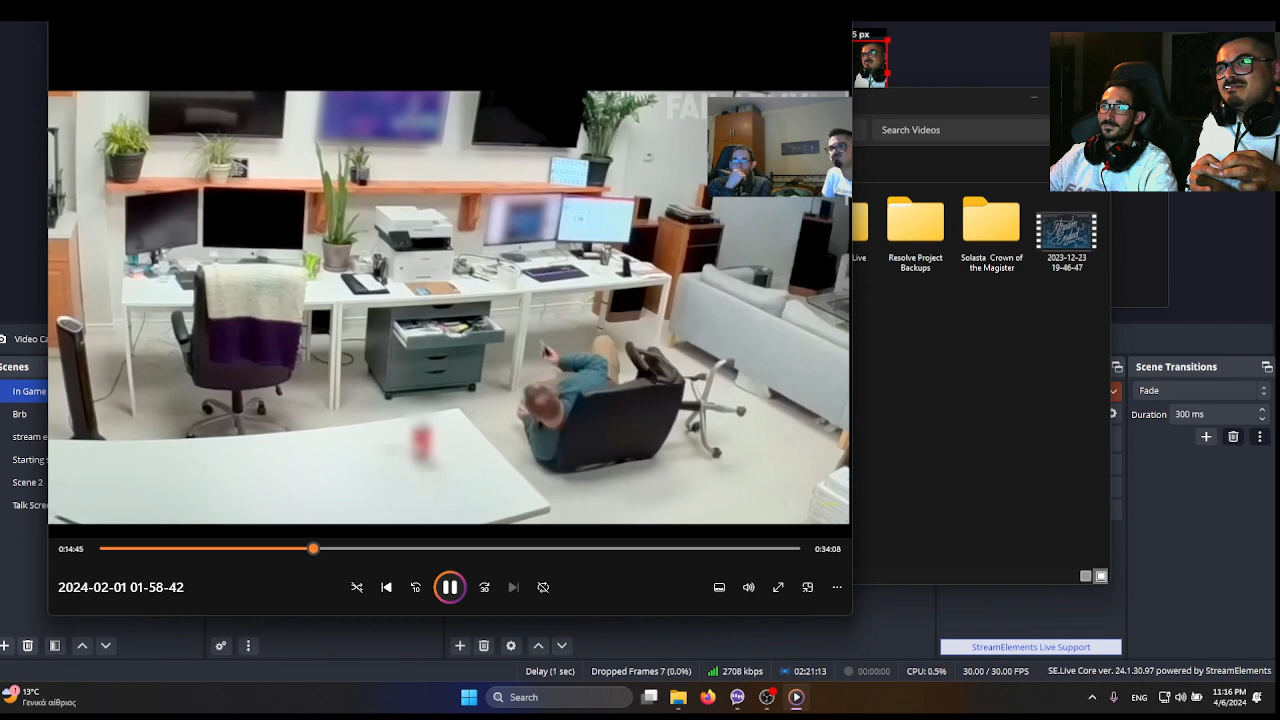 5 px
Search Videos
Live
Resolve Project
Backups
Solasta Crown of
the Magister
2023-12-23
19-46-47
Stream
Ended
0:14:45
0:34:08
2024-02-01 01-58-42
10
30
Video Ca
Scenes
In Game
Brb
stream e
Starting s
Scene 2
Talk Scre
Scene Transitions
Fade
Duration
300 ms
StreamElements Live Support
Delay (1 sec)
Dropped Frames 7 (0.0%)
2708 kbps
02:21:13
00:00:00
CPU: 0.5%
30.00 / 30.00 FPS
SE.Live Core ver. 24.1.30.97 powered by StreamElements
1
13°C
Γενικά αίθριος
Search
ENG
11:16 PM
4/6/2024